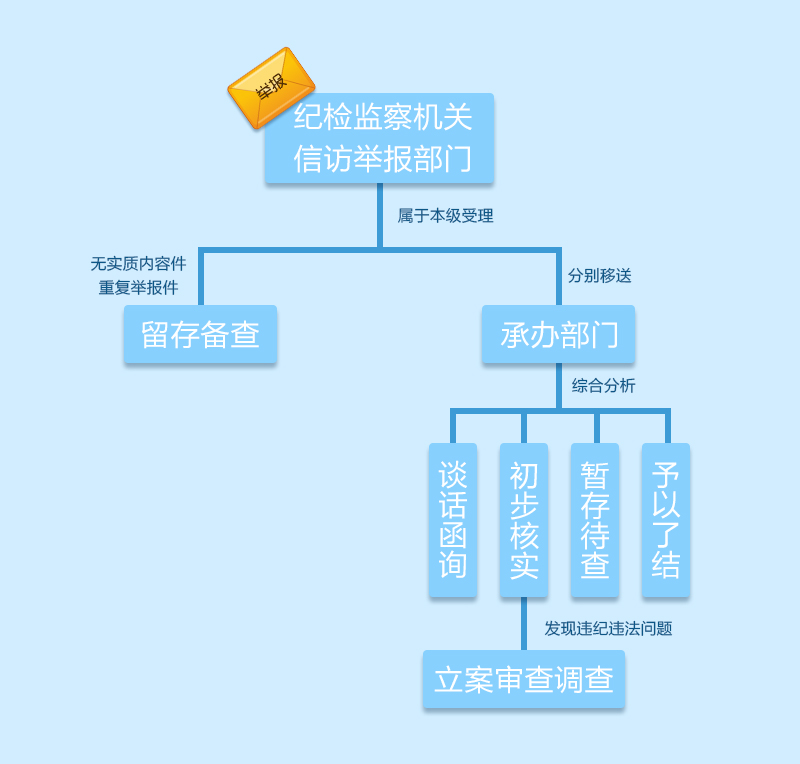 举报
纪检监察机关
信访举报部门
属于本级受理
无实质内容件
重复举报件
分别移送
留存备查
承办部门
综合分析
谈话函询
初步核实
暂存待查
予以了结
发现违纪违法问题
立案审查调查